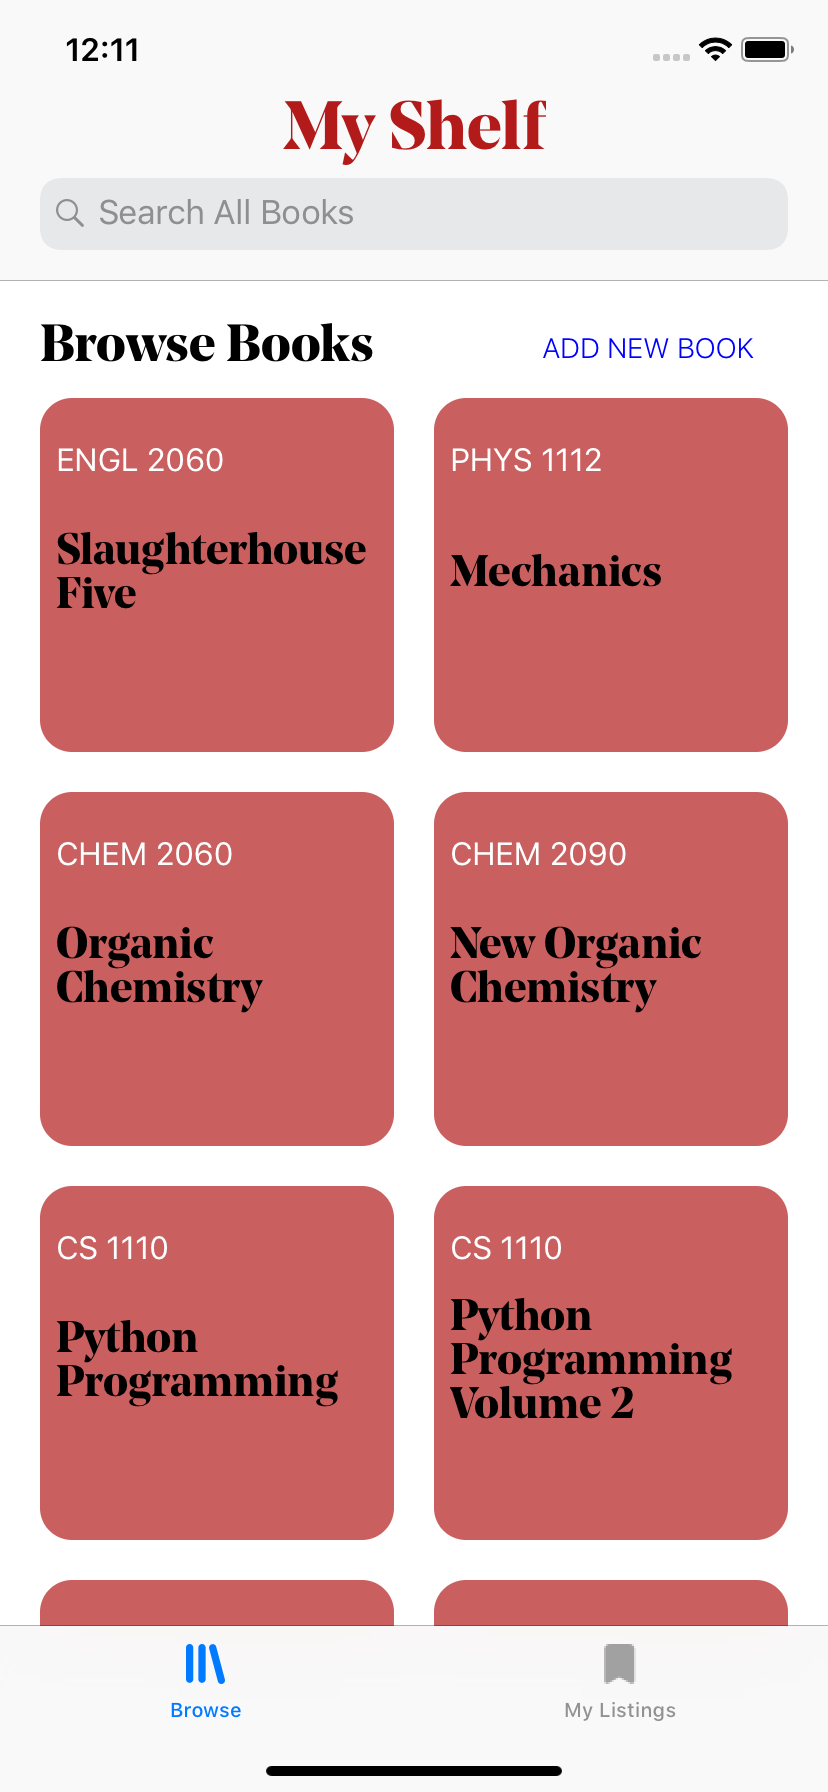 12:11
My Shelf
Search All Books
Browse Books
ADD NEW BOOK
ENGL 2060
Slaughterhouse
Five
PHYS 1112
Mechanics
CHEM 2060
Organic
Chemistry
CHEM 2090
New Organic
Chemistry
CS 1110
Python
Programming
CS 1110
Python
Programming
Volume 2
Browse
My Listings